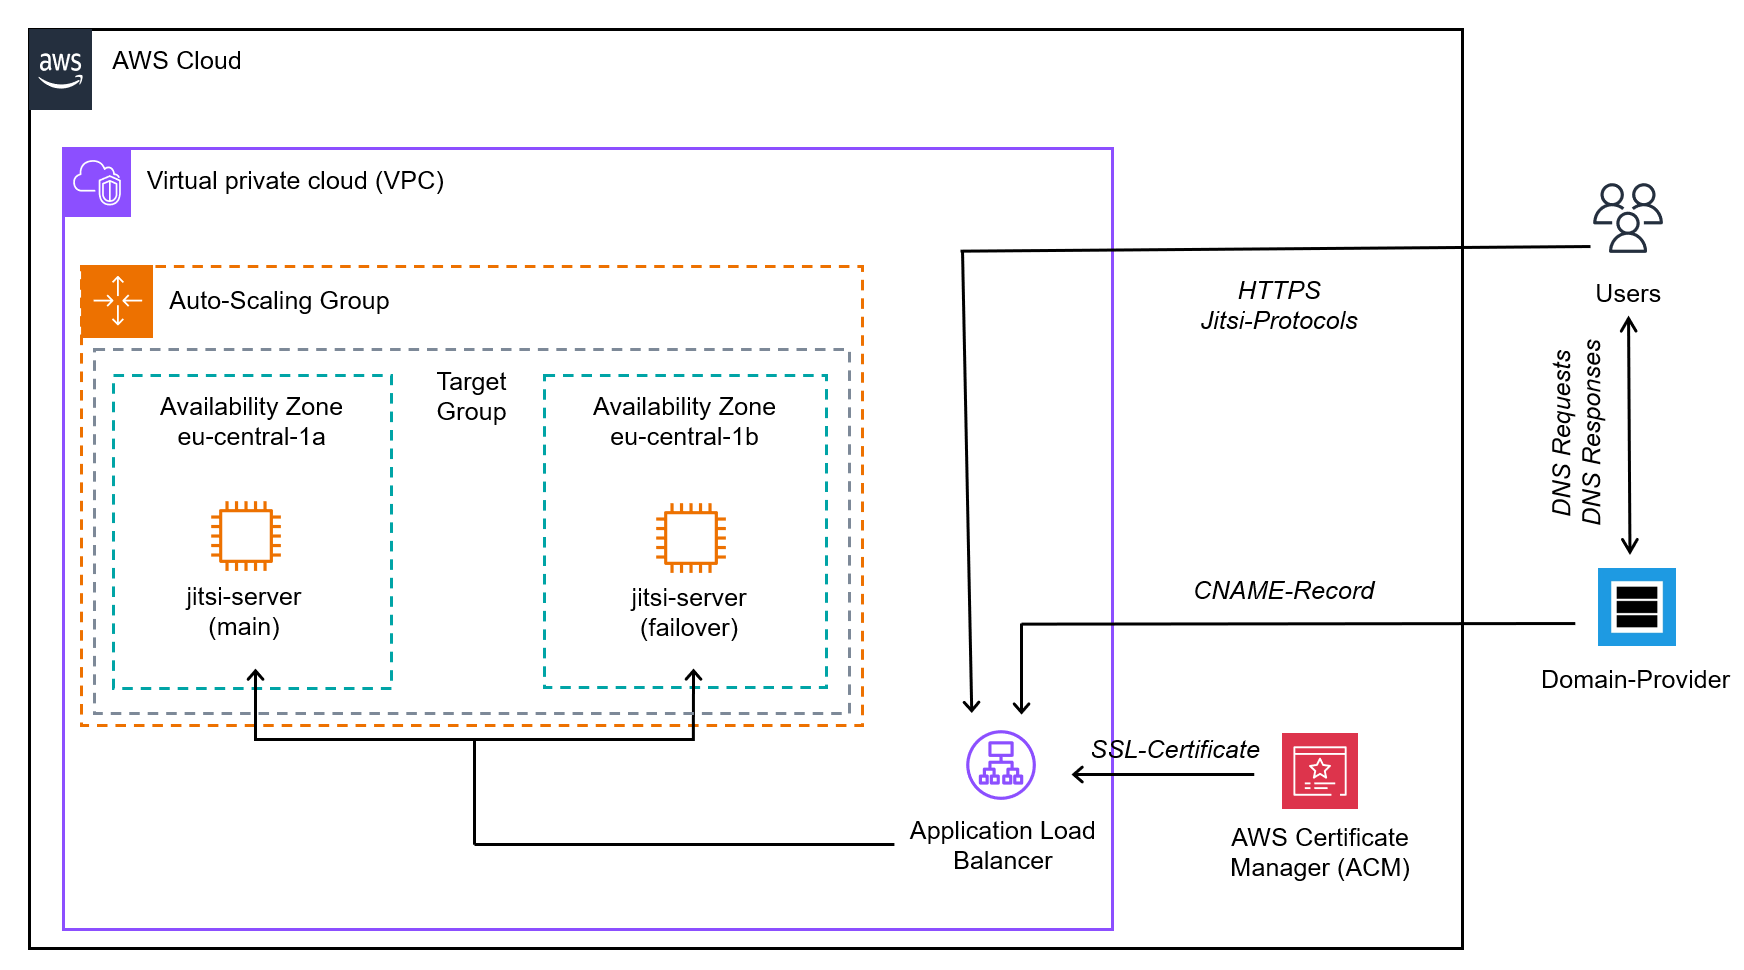 aws
AWS Cloud
Virtual private cloud (VPC)
Auto-Scaling Group
Target
Group
Availability Zone
eu-central-1a
Availability Zone
eu-central-1b
jitsi-server
(main)
jitsi-server
(failover)
HTTPS
Jitsi-Protocols
Users
DNS Requests
DNS Responses
CNAME-Record
Domain-Provider
SSL-Certificate
Application Load
Balancer
AWS Certificate
Manager (ACM)